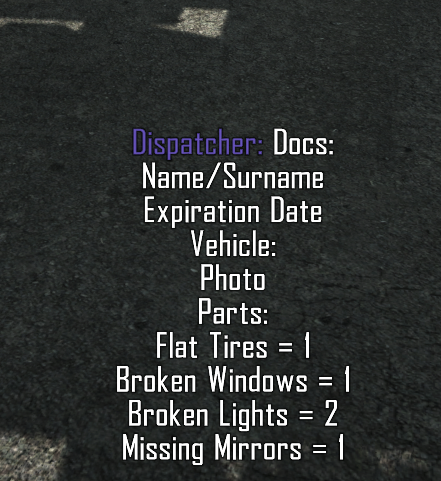 Dispatcher: Docs:
Name/Surname
Expiration Date
Vehicle:
Photo
Parts:
Flat Tires = 1
Broken Windows = 1
Broken Lights = 2
Missing Mirrors = 1